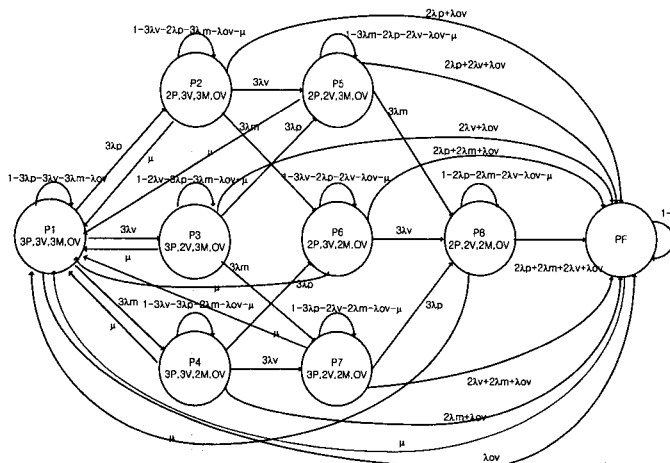 1-3λv-2λp-3λm-λov-μ
1-3λm-2λp-2λv-λov-μ
2λp+λov
P2
2P,3V,3M,OV
3λv
P5
2P,2V,3M,OV
2λp+2λv+λov
3λm
3λp
3λm
2λv+λov
3λp
μ
μ
2λp+2λm+λov
1-3λp-3λv-3λm-λov
1-2λv-3λp-3λm-λov-μ
1-3λv-2λp-2λv-λov-μ
1-2λp-2λm-2λv-λov-μ
P1
3P,3V,3M,OV
3λv
μ
P3
3P,2V,3M,OV
P6
2P,3V,2M,OV
3λv
P8
2P,2V,2M,OV
PF
1-
2λp+2λm+2λv+λov
3λm
3λp
μ
3λm
1-3λv-3λp-2λm-λov-μ
1-3λp-2λv-2λm-λov-μ
3λp
μ
P4
3P,3V,2M,OV
3λv
P7
3P,2V,2M,OV
2λv+2λm+λov
2λm+λov
μ
μ
λov